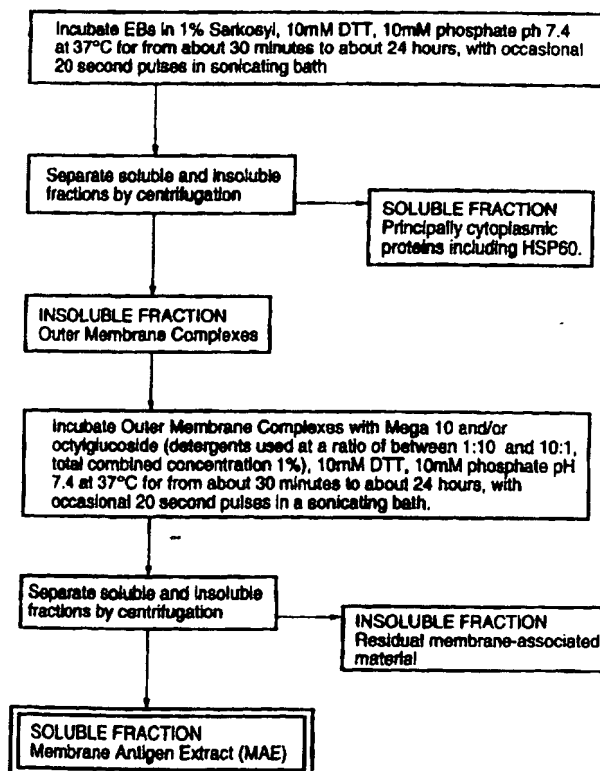 Incubate EBs in 1% Sarkosyl, 10mM DTT, 10mM phosphate ph 7.4
at 37°C for from about 30 minutes to about 24 hours, with occasional
20 second pulses in sonicating bath
Separate soluble and insoluble
fractions by centrifugation
SOLUBLE FRACTION
Principally cytoplasmic
proteins including HSP60.
INSOLUBLE FRACTION
Outer Membrane Complexes
Incubate Outer Membrane Complexes with Mega 10 and/or
octylglucoside (detergents used at a ratio of between 1:10 and 10:1,
total combined concentration 1%), 10mM DTT, 10mM phosphate pH
7.4 at 37°C for from about 30 minutes to about 24 hours, with
occasional 20 second pulses in a sonicating bath.
Separate soluble and insoluble
fractions by centrifugation
INSOLUBLE FRACTION
Residual membrane-associated
material
SOLUBLE FRACTION
Membrane Antigen Extract (MAE)